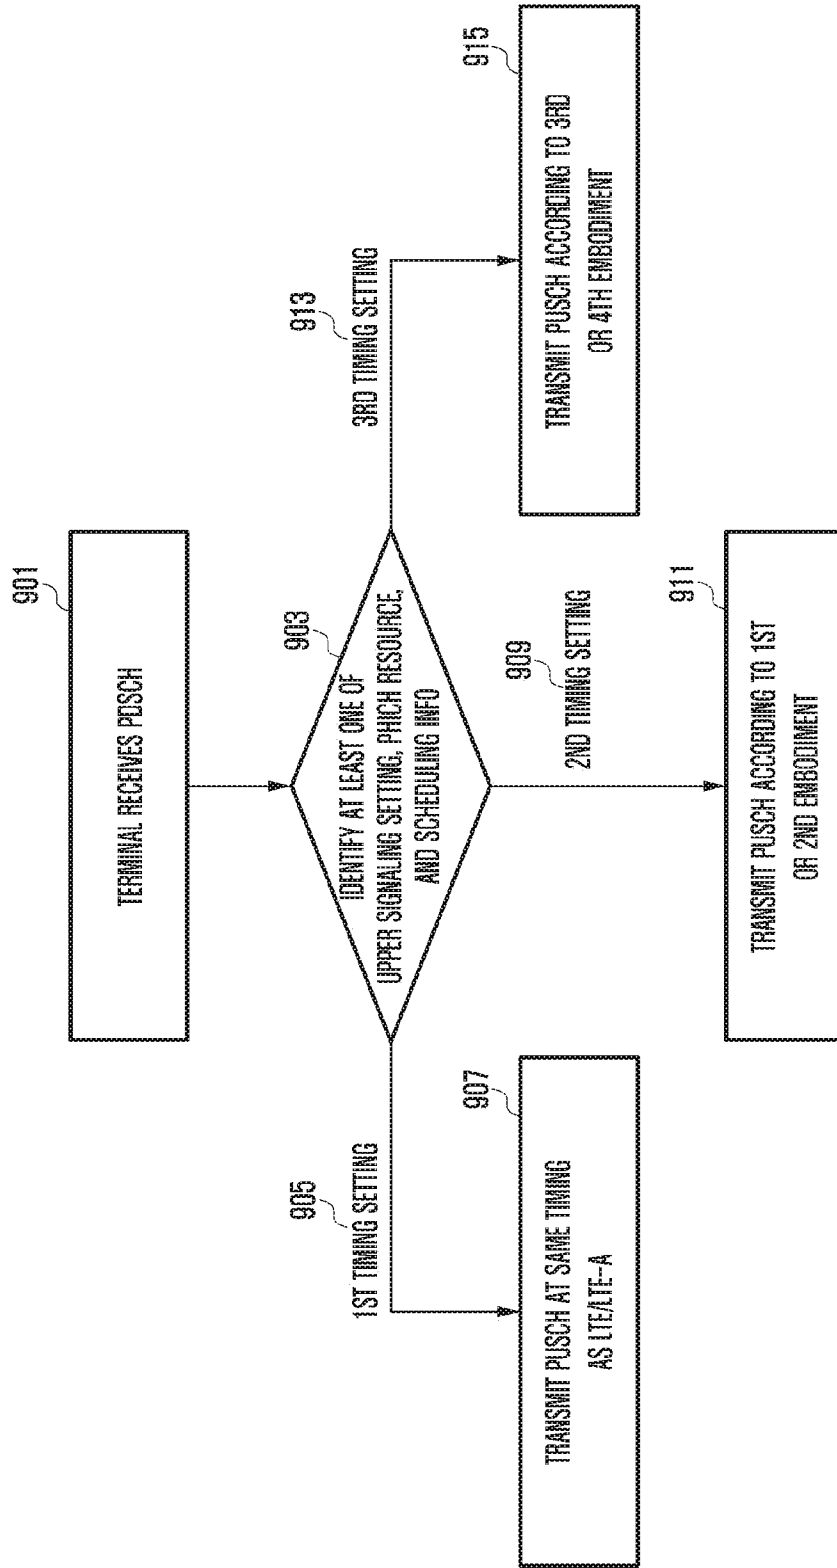 901
TERMINAL RECEIVES PDSCH
903
IDENTIFY AT LEAST ONE OF
UPPER SIGNALING SETTING, PHICH RESOURCE,
AND SCHEDULING INFO
905
1ST TIMING SETTING
907
TRANSMIT PUSCH AT SAME TIMING
AS LTE/LTE-A
909
2ND TIMING SETTING
911
TRANSMIT PUSCH ACCORDING TO 1ST
OR 2ND EMBODIMENT
913
3RD TIMING SETTING
915
TRANSMIT PUSCH ACCORDING TO 3RD
OR 4TH EMBODIMENT